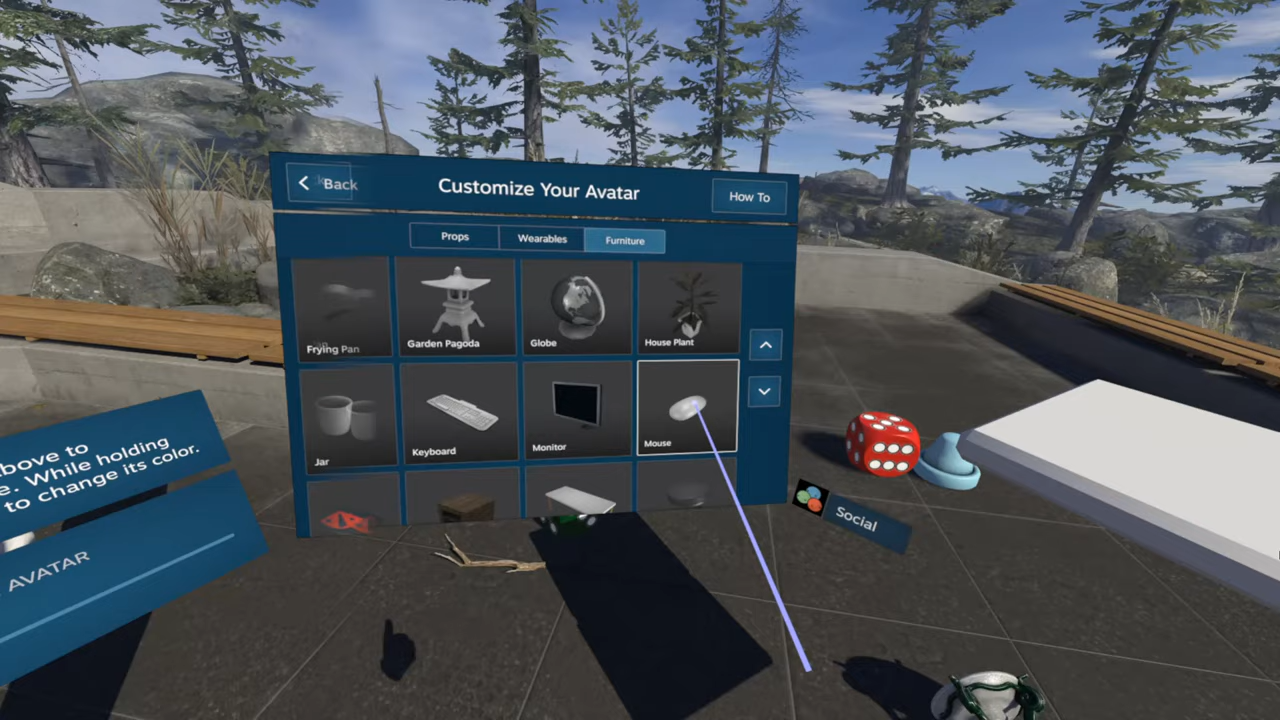 Back
Customize Your Avatar
How To
Props
Wearables
Furniture
Frying Pan
Garden Pagoda
Globe
House Plant
Jar
Keyboard
Monitor
Mouse
bove to
e. While holding
to change its color.
AVATAR
Social